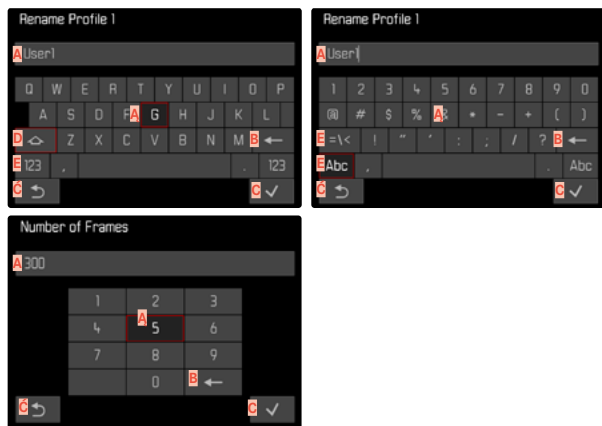 Rename Profile 1
A User1
Q W E R T Y U I O P
A S D F A G H J K L
D Z X C V B N M B ←
E 123 , . 123
C C ✓
Rename Profile 1
A User1
1 2 3 4 5 6 7 8 9 0
@ # $ % A & * - + ( )
E =\< ! " ' : ; / ? B ←
E Abc , . Abc
C C ✓
Number of Frames
A 300
1 2 3
A
4 5 6
7 8 9
0 B ←
C C ✓